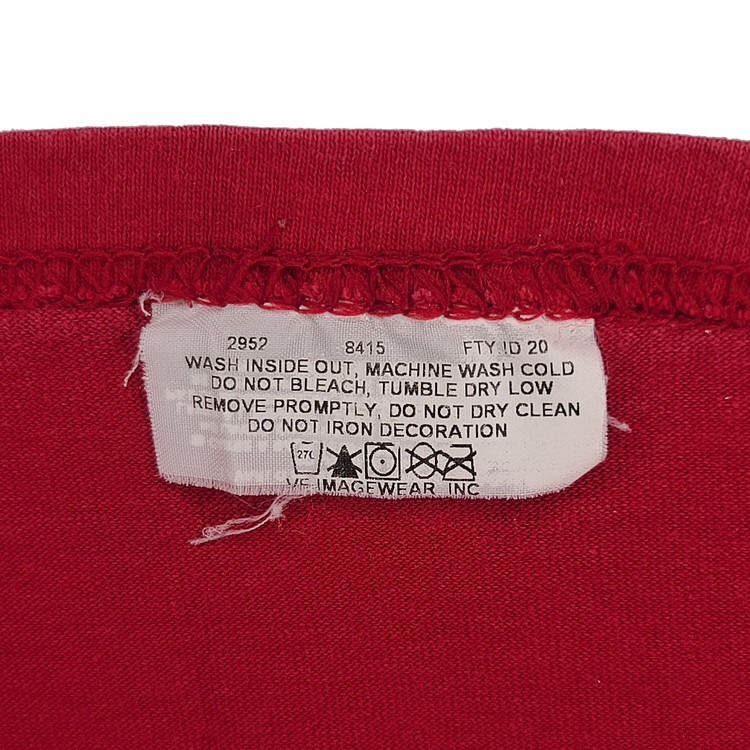 2952 8415 FTY.ID 20
WASH INSIDE OUT, MACHINE WASH COLD
DO NOT BLEACH, TUMBLE DRY LOW
REMOVE PROMPTLY, DO NOT DRY CLEAN
DO NOT IRON DECORATION
IMAGEWEAR, INC